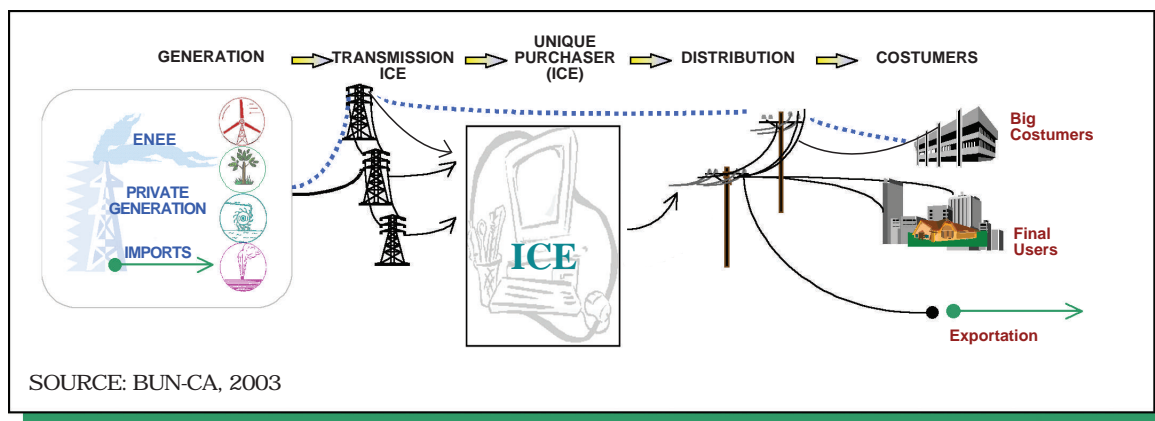 GENERATION
TRANSMISSION
ICE
UNIQUE
PURCHASER
(ICE)
DISTRIBUTION
COSTUMERS
ENEE
PRIVATE
GENERATION
IMPORTS
ICE
Big
Costumers
Final
Users
Exportation
SOURCE: BUN-CA, 2003